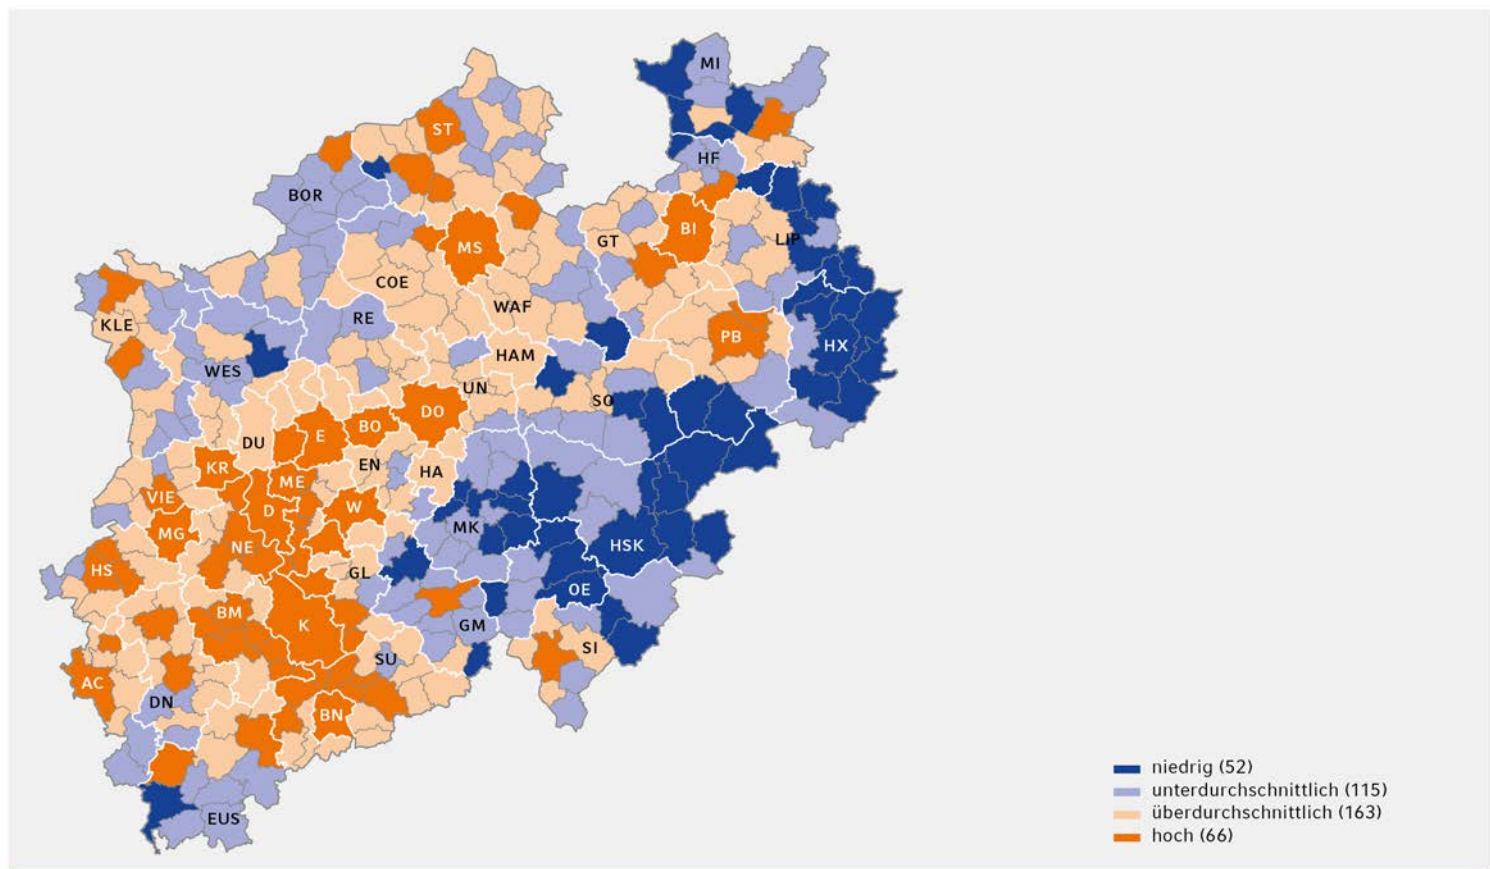 MI
ST
HF
BOR
BI
GT
LIP
MS
COE
WAF
RE
KLE
PB
HX
HAM
WES
UN
SO
DO
BO
E
DU
EN
HA
KR
ME
VIE
W
D
MG
MK
NE
HSK
HS
GL
OE
BM
K
GM
SI
SU
AC
DN
BN
EUS
niedrig (52)
unterdurchschnittlich (115)
überdurchschnittlich (163)
hoch (66)